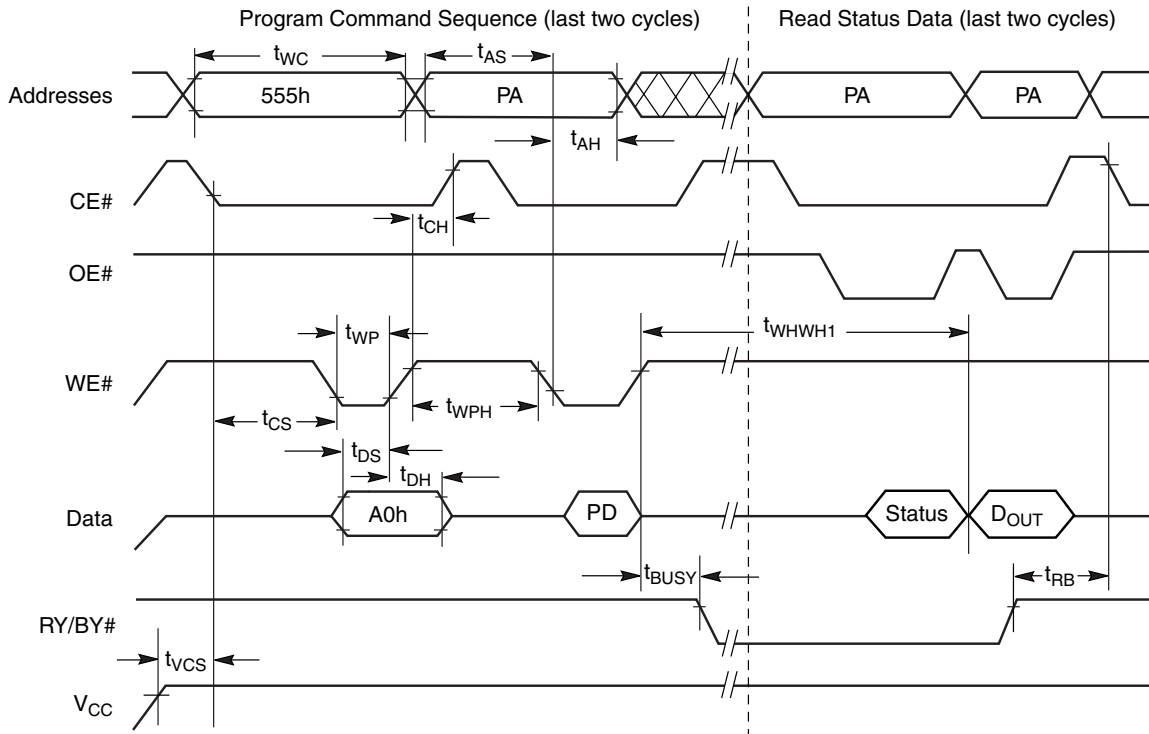 Program Command Sequence (last two cycles) Read Status Data (last two cycles)
tWC tAS
Addresses 555h PA PA PA
tAH
CE#
tCH
OE#
tWP tWHWH1
WE#
tCS tWPH
tDS
tDH
Data A0h PD Status DOUT
tBUSY tRB
RY/BY#
tVCS
VCC